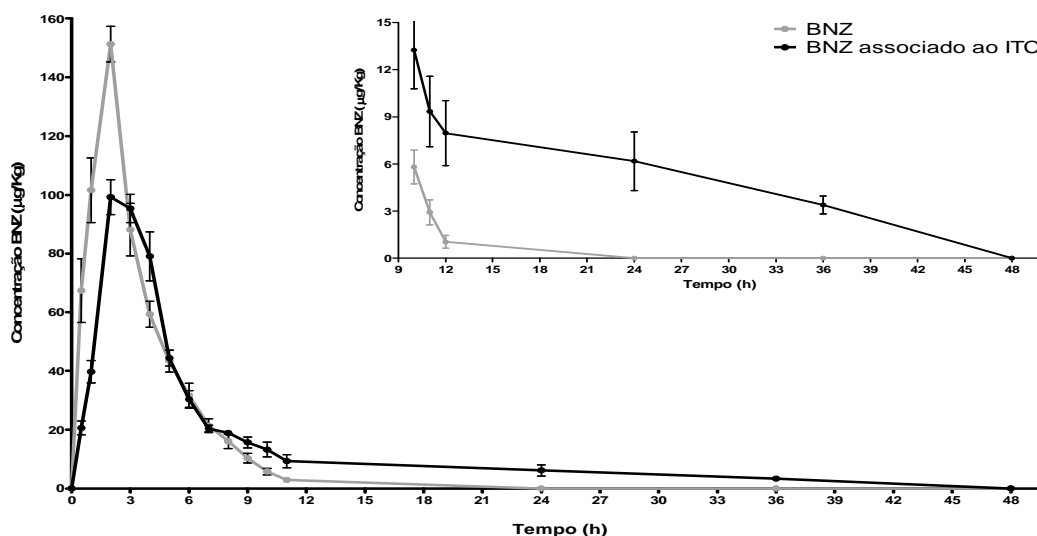 160
140
120
100
80
60
40
20
0
Concentração BNZ (µg/Kg)
0 3 6 9 12 15 18 21 24 27 30 33 36 39 42 45 48
Tempo (h)
15
12
9
6
3
0
Concentração BNZ (µg/Kg)
9 12 15 18 21 24 27 30 33 36 39 42 45 48
Tempo (h)
BNZ
BNZ associado ao ITC